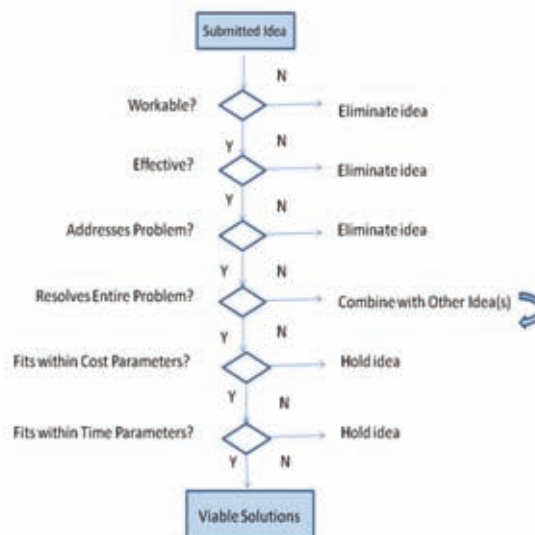 Submitted Idea
N
Workable?
Eliminate idea
Y
N
Effective?
Eliminate idea
Y
N
Addresses Problem?
Eliminate idea
Y
N
Resolves Entire Problem?
Combine with Other Idea(s)
Y
N
Fits within Cost Parameters?
Hold idea
Y
N
Fits within Time Parameters?
Hold idea
Y
N
Viable Solutions